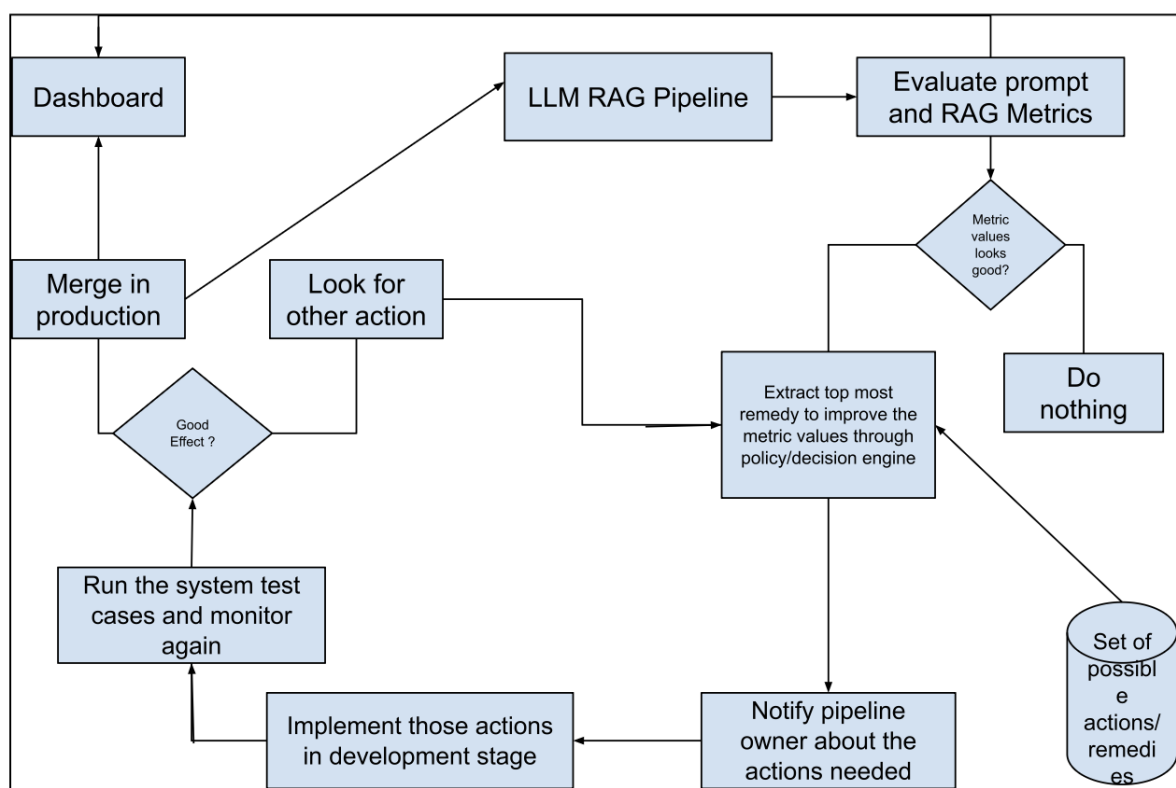 Dashboard
LLM RAG Pipeline
Evaluate prompt
and RAG Metrics
Metric
values
looks
good?
Merge in
production
Look for
other action
Do
nothing
Extract top most
remedy to improve the
metric values through
policy/decision engine
Good
Effect ?
Run the system test
cases and monitor
again
Set of
possibl
e
actions/
remedi
es
Implement those actions
in development stage
Notify pipeline
owner about the
actions needed